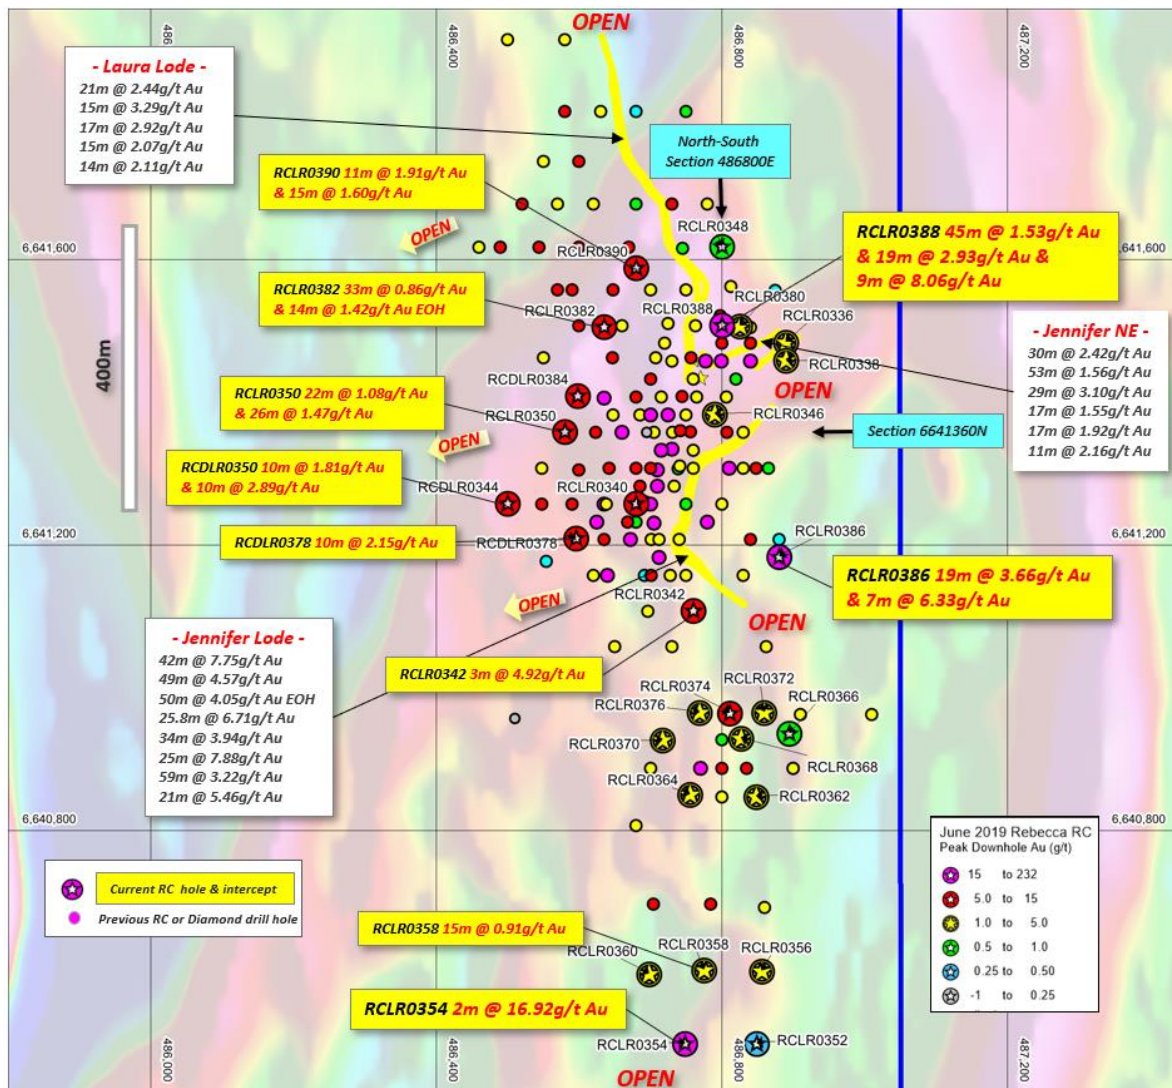 OPEN
486,000
486,400
486,800
487,200
- Laura Lode -
21m @ 2.44g/t Au
15m @ 3.29g/t Au
17m @ 2.92g/t Au
15m @ 2.07g/t Au
14m @ 2.11g/t Au
North-South
Section 486800E
RCLR0390 11m @ 1.91g/t Au
& 15m @ 1.60g/t Au
OPEN
RCLR0348
RCLR0388 45m @ 1.53g/t Au
& 19m @ 2.93g/t Au &
9m @ 8.06g/t Au
6,641,600
6,641,600
RCLR0390
RCLR0382 33m @ 0.86g/t Au
& 14m @ 1.42g/t Au EOH
RCLR0382
RCLR0388
RCLR0380
RCLR0336
RCLR0338
400m
- Jennifer NE -
30m @ 2.42g/t Au
53m @ 1.56g/t Au
29m @ 3.10g/t Au
17m @ 1.55g/t Au
17m @ 1.92g/t Au
11m @ 2.16g/t Au
RCDLR0384
OPEN
RCLR0350 22m @ 1.08g/t Au
& 26m @ 1.47g/t Au
RCLR0350
RCLR0346
OPEN
Section 6641360N
RCDLR0350 10m @ 1.81g/t Au
& 10m @ 2.89g/t Au
RCDLR0344
RCLR0340
RCDLR0378 10m @ 2.15g/t Au
RCDLR0378
6,641,200
6,641,200
RCLR0386
RCLR0386 19m @ 3.66g/t Au
& 7m @ 6.33g/t Au
OPEN
RCLR0342
OPEN
- Jennifer Lode -
42m @ 7.75g/t Au
49m @ 4.57g/t Au
50m @ 4.05g/t Au EOH
25.8m @ 6.71g/t Au
34m @ 3.94g/t Au
25m @ 7.88g/t Au
59m @ 3.22g/t Au
21m @ 5.46g/t Au
RCLR0342 3m @ 4.92g/t Au
RCLR0374
RCLR0372
RCLR0376
RCLR0366
RCLR0370
RCLR0368
RCLR0364
RCLR0362
6,640,800
6,640,800
June 2019 Rebecca RC
Peak Downhole Au (g/t)
15 to 232
5.0 to 15
1.0 to 5.0
0.5 to 1.0
0.25 to 0.50
-1 to 0.25
Current RC hole & intercept
Previous RC or Diamond drill hole
RCLR0358 15m @ 0.91g/t Au
RCLR0360
RCLR0358
RCLR0356
RCLR0354 2m @ 16.92g/t Au
RCLR0354
RCLR0352
OPEN
486,000
486,400
486,800
487,200